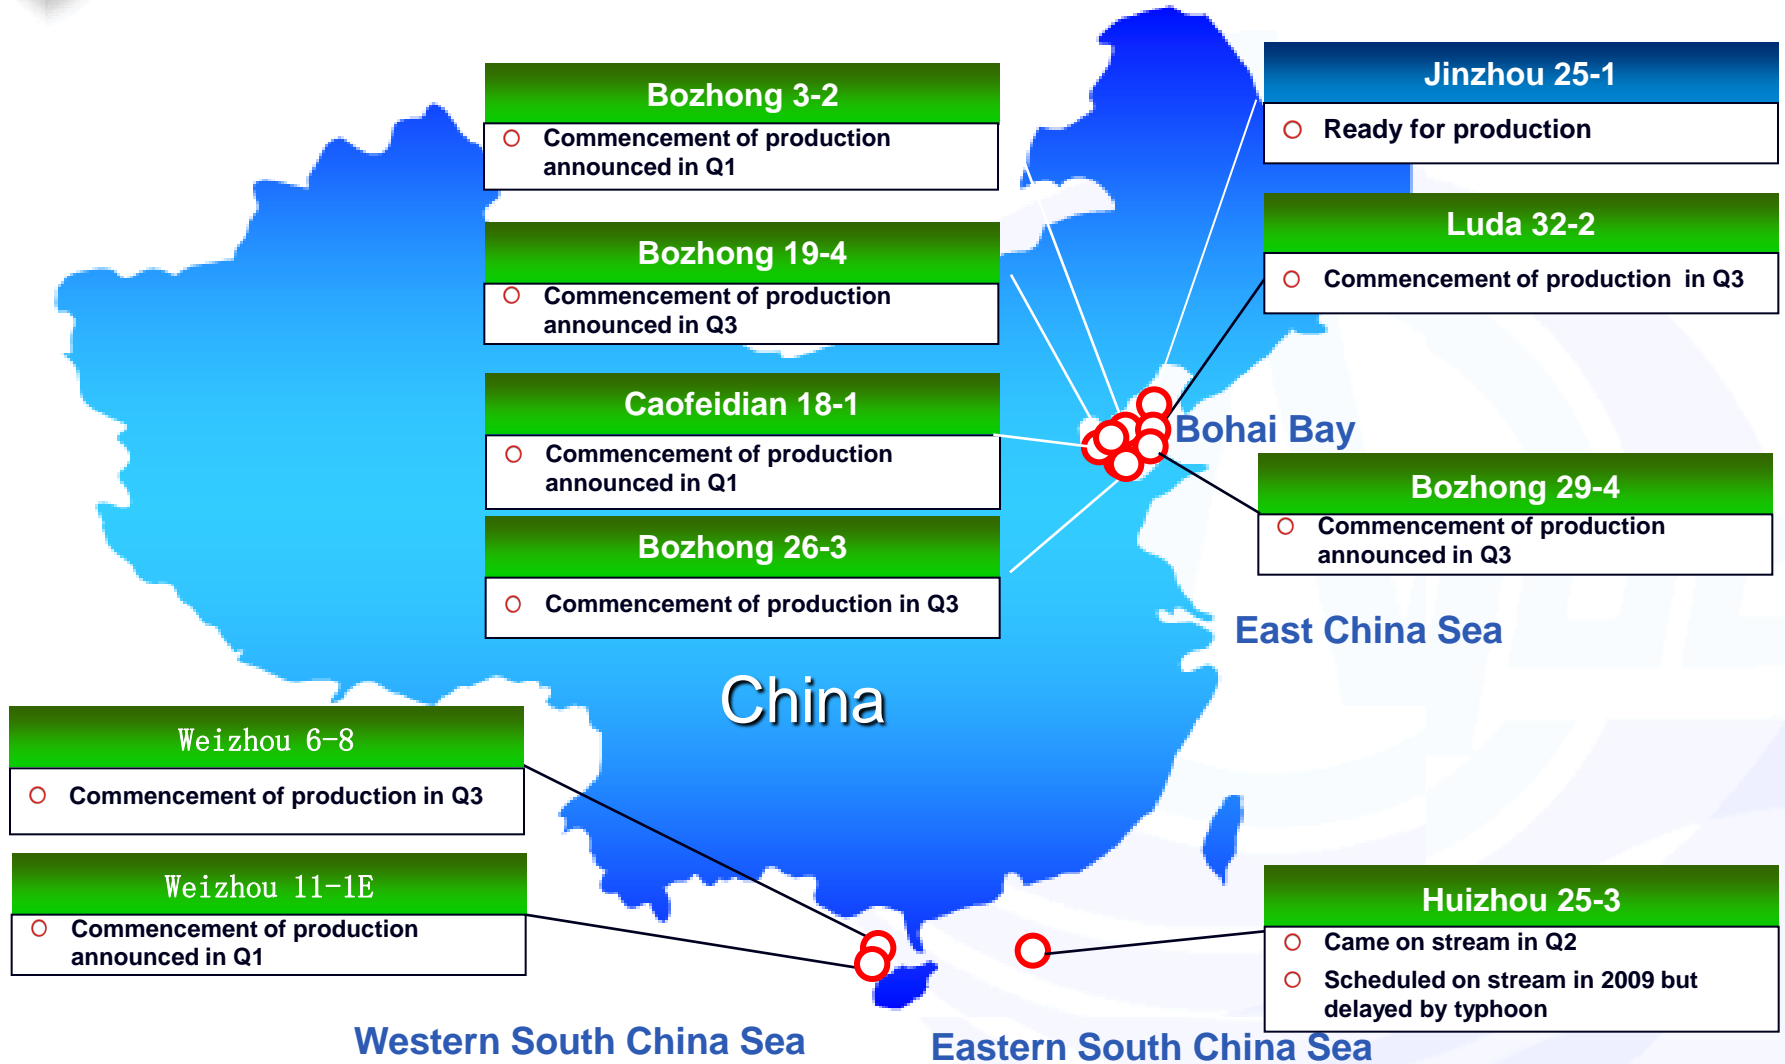 Bozhong 3-2
Commencement of production
announced in Q1
Jinzhou 25-1
Ready for production
Bozhong 19-4
Commencement of production
announced in Q3
Luda 32-2
Commencement of production in Q3
Caofeidian 18-1
Commencement of production
announced in Q1
Bohai Bay
Bozhong 29-4
Commencement of production
announced in Q3
Bozhong 26-3
Commencement of production in Q3
East China Sea
China
Weizhou 6-8
Commencement of production in Q3
Weizhou 11-1E
Commencement of production
announced in Q1
Huizhou 25-3
Came on stream in Q2
Scheduled on stream in 2009 but
delayed by typhoon
Western South China Sea
Eastern South China Sea